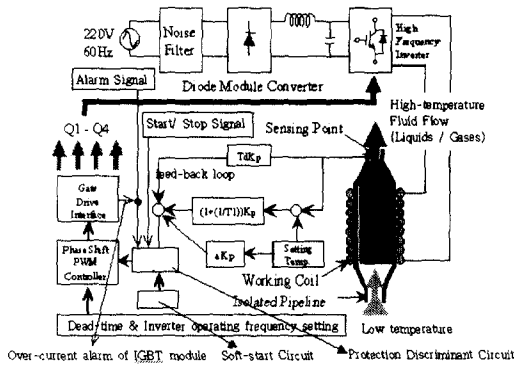 220V
60Hz
Noise
Filter
High
Frequency
Inverter
Alarm Signal
Diode Module Converter
High-temperature
Fluid Flow
(Liquids / Gases)
Q1 - Q4
Start/ Stop Signal
Sensing Point
TdKp
feed-back loop
Gate
Drive
Interface
(1+(1/T1))Kp
Phase Shift
PWM
Controller
aKp
Setting
Temp.
Working Coil
Isolated Pipeline
Dead-time & Inverter operating frequency setting
Low temperature
Over-current alarm of IGBT module
Soft-start Circuit
Protection Discriminant Circuit